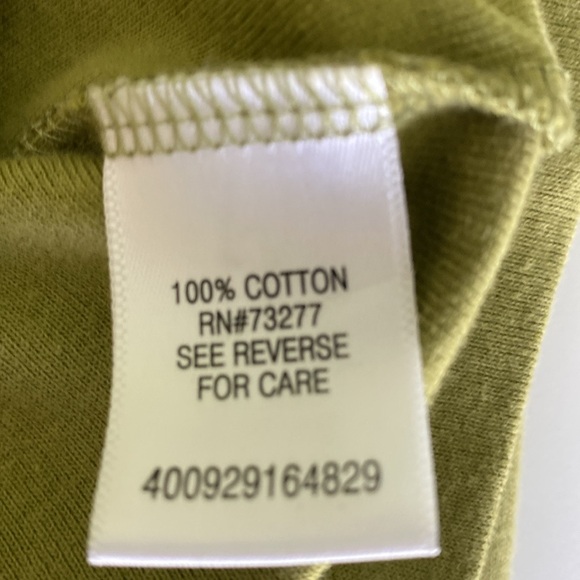 100% COTTON
RN#73277
SEE REVERSE
FOR CARE
400929164829